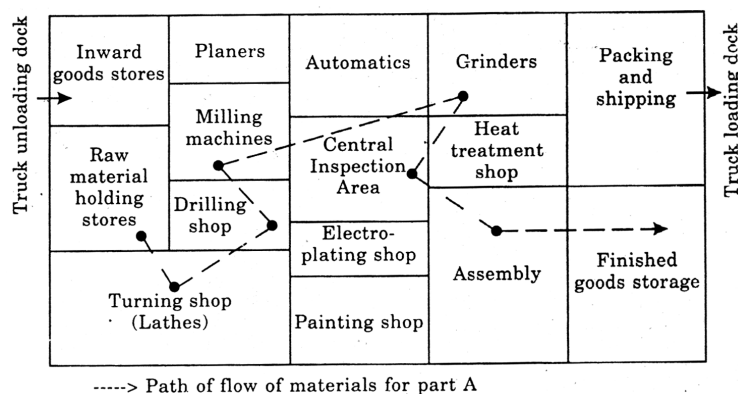 Truck unloading dock
Inward
goods stores
Planers
Automatics
Grinders
Packing
and
shipping
Truck loading dock
Milling
machines
Raw
material
holding
stores
Central
Inspection
Area
Heat
treatment
shop
Drilling
shop
Electro-
plating shop
Assembly
Finished
goods storage
Turning shop
(Lathes)
Painting shop
-----> Path of flow of materials for part A